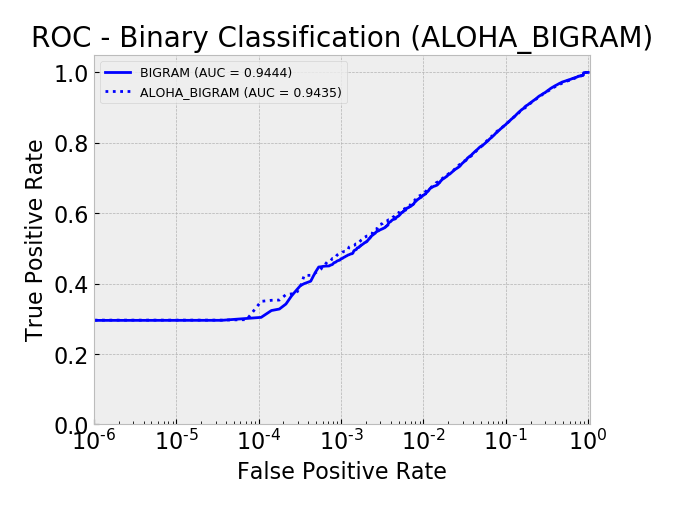 ROC - Binary Classification (ALOHA_BIGRAM)
BIGRAM (AUC = 0.9444)
ALOHA_BIGRAM (AUC = 0.9435)
True Positive Rate
1.0
0.8
0.6
0.4
0.2
0.0
10^-6 10^-5 10^-4 10^-3 10^-2 10^-1 10^0
False Positive Rate